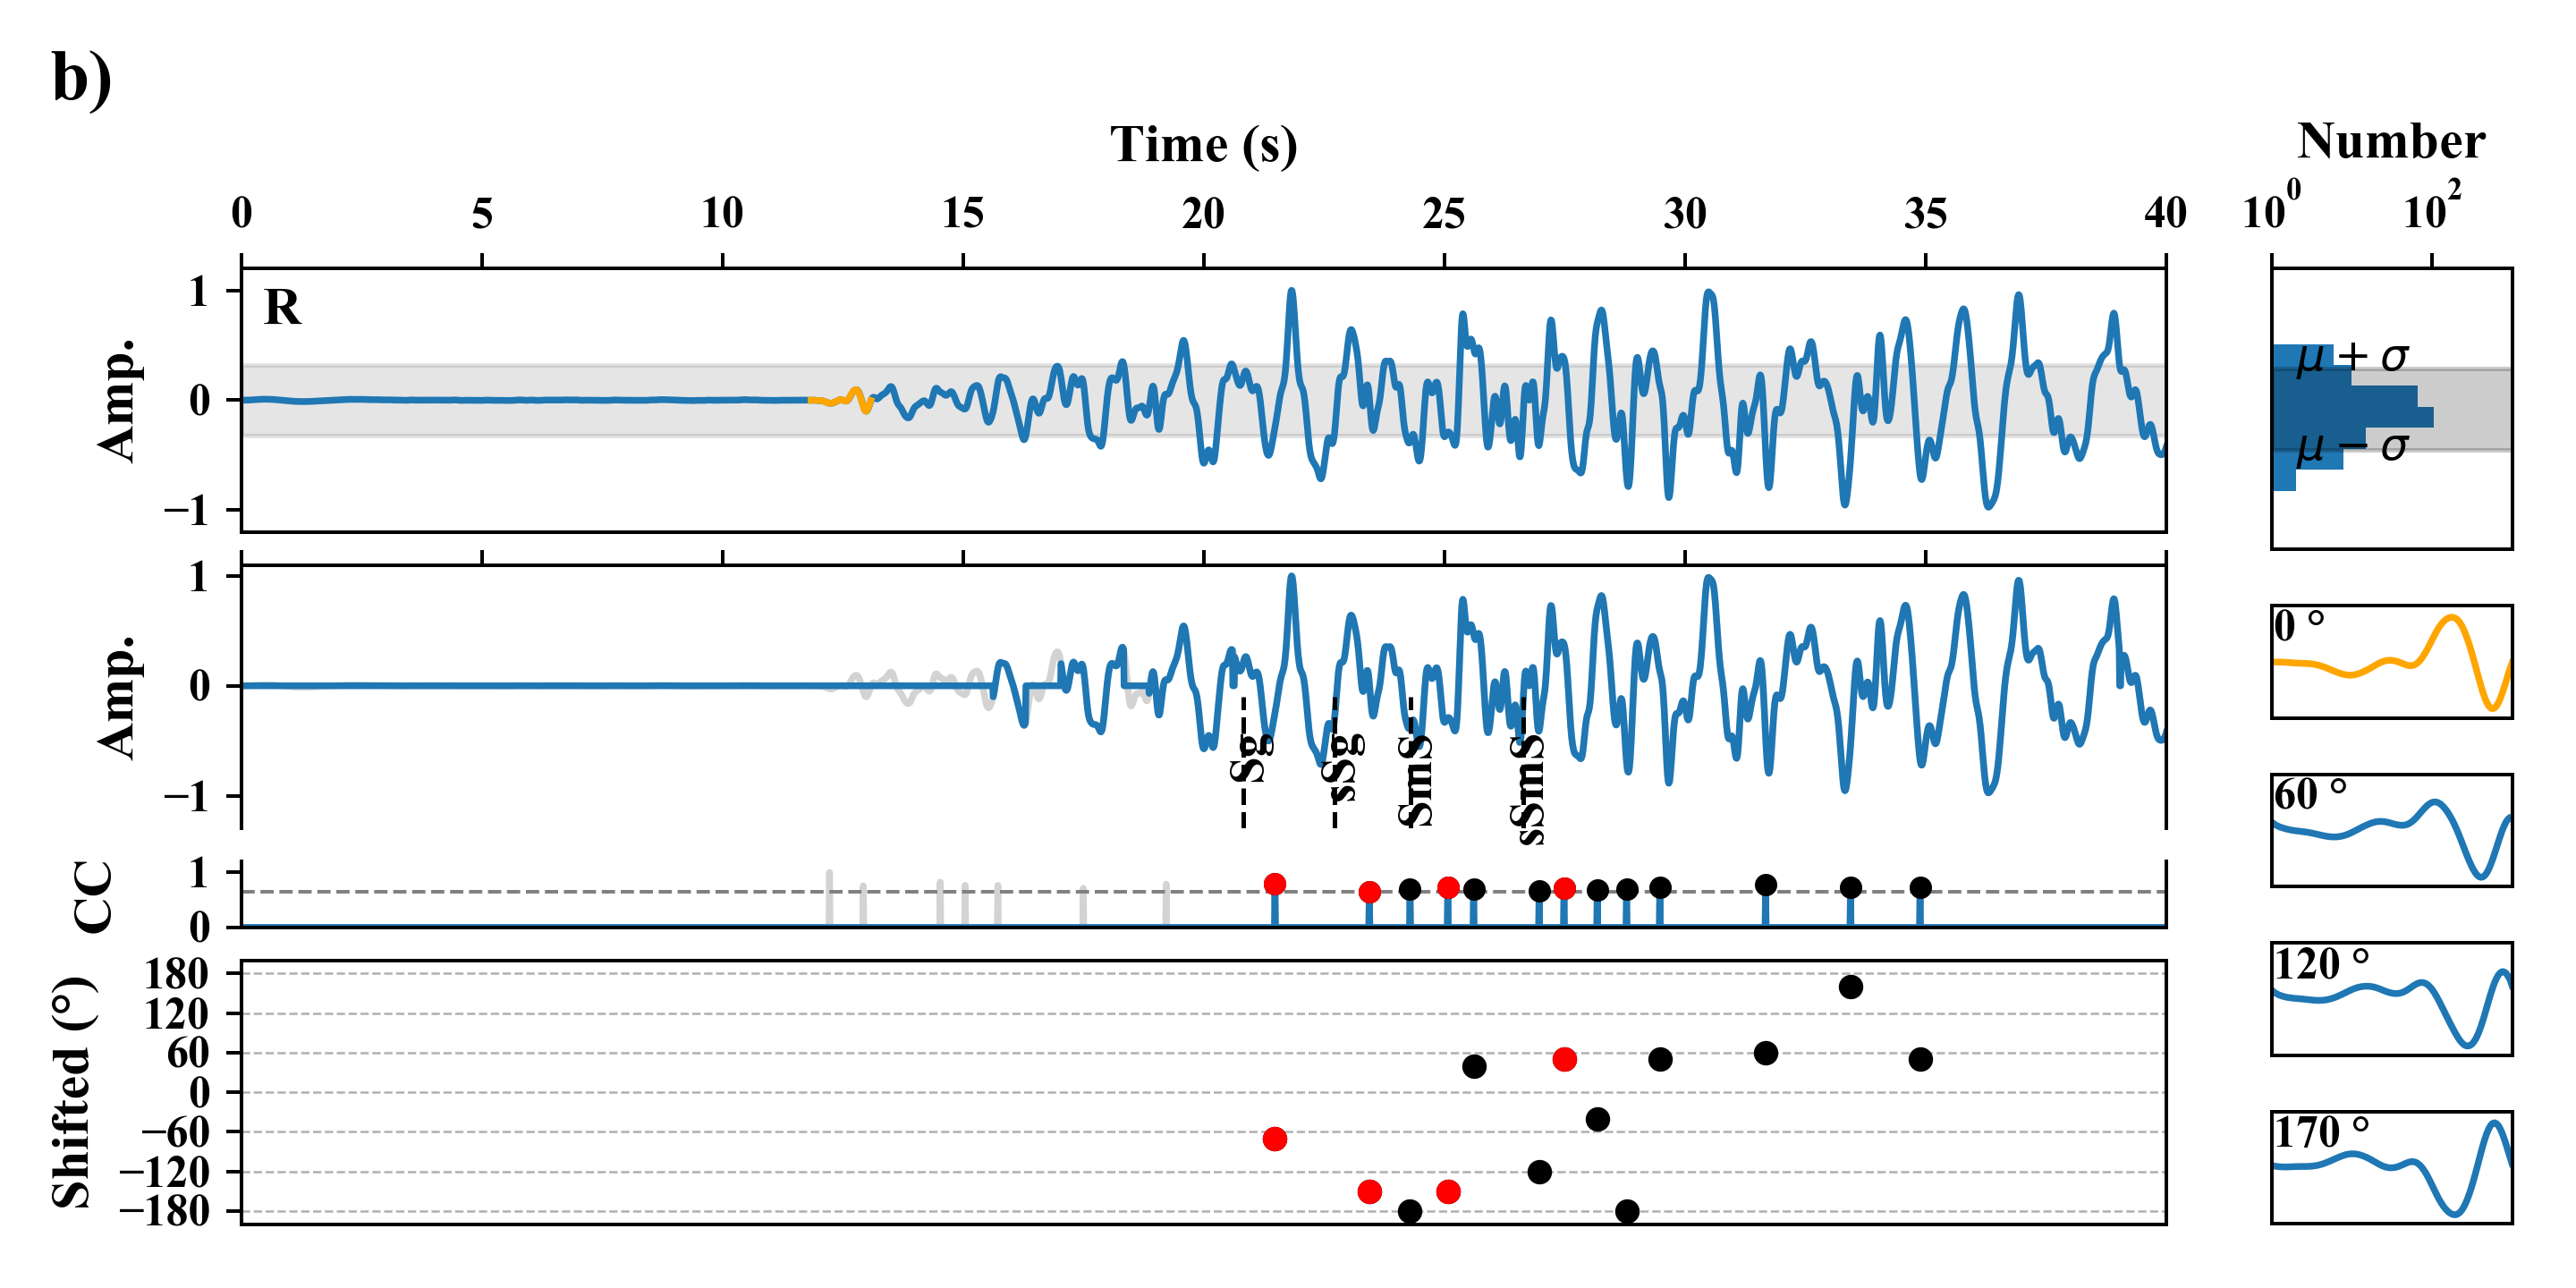 b)
Time (s)
Number
0 5 10 15 20 25 30 35 40
10^0 10^2
R
Amp.
1
0
−1
μ + σ
μ − σ
Amp.
1
0
−1
Sg
sSg
SmS
sSmS
0 °
60 °
120 °
170 °
CC
1
0
Shifted (°)
180
120
60
0
−60
−120
−180